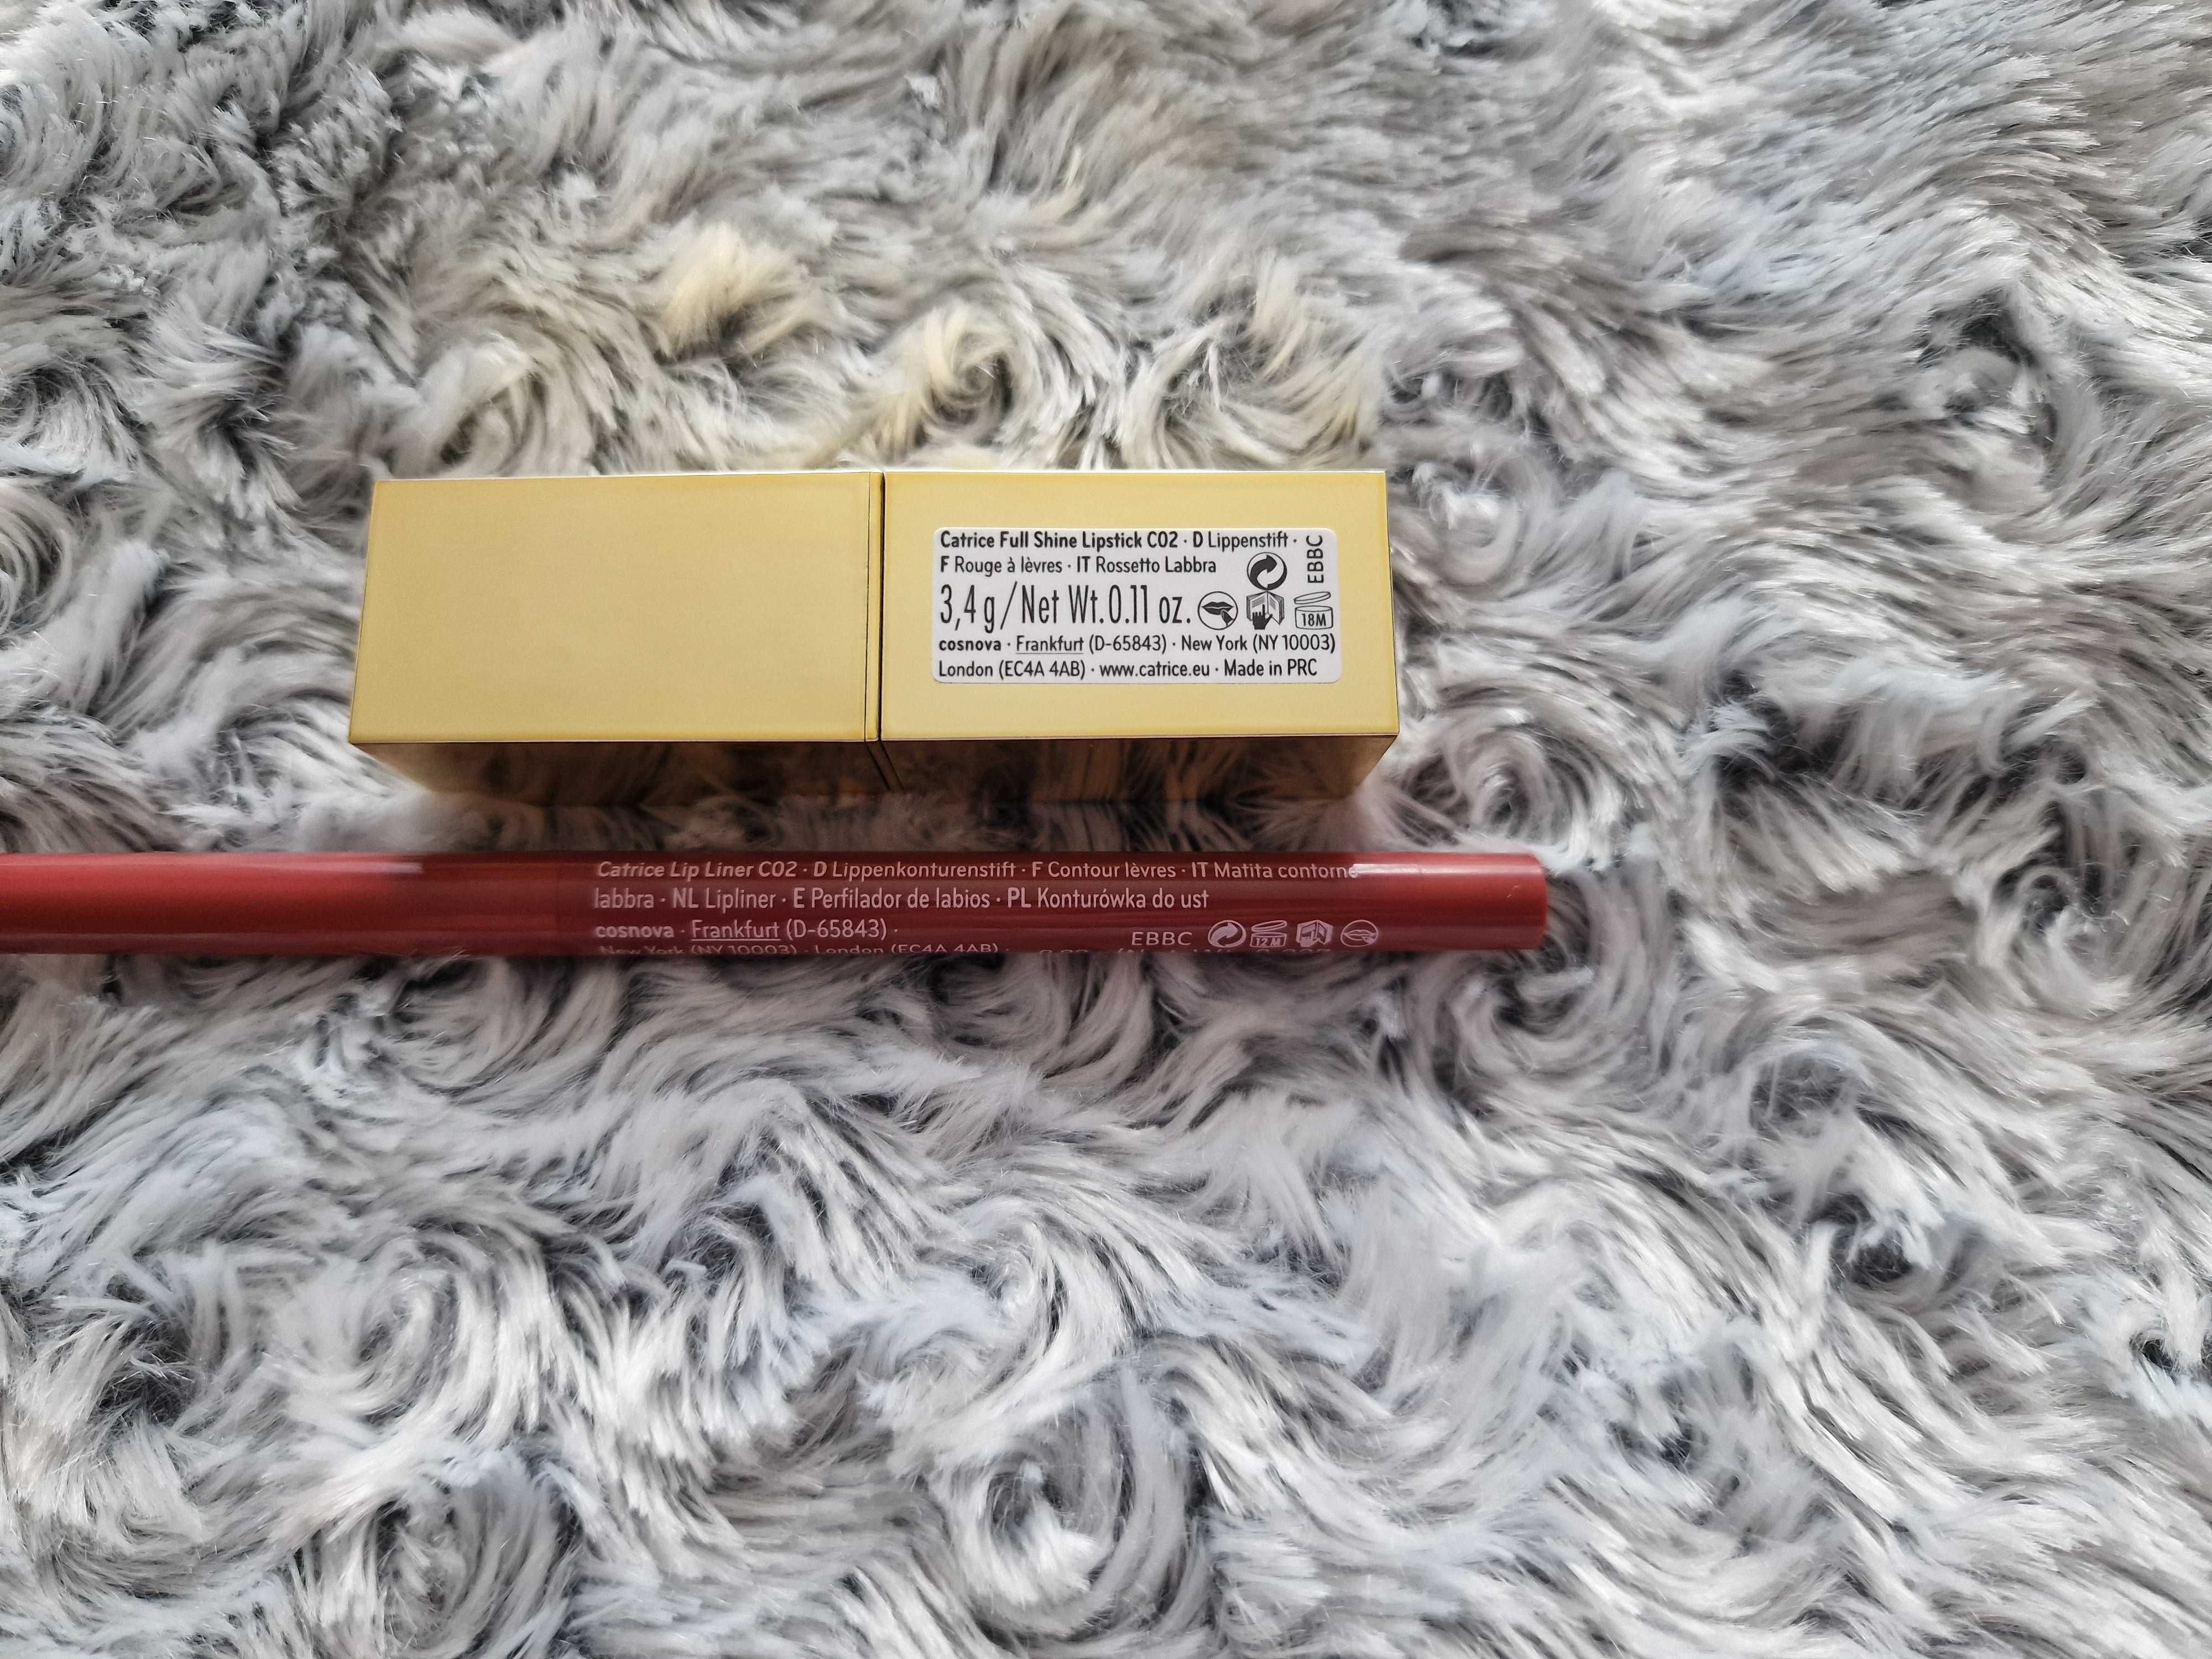 Catrice Full Shine Lipstick C02 · D Lippenstift ·
F Rouge à lèvres · IT Rossetto Labbra
EBBC
3,4 g/Net Wt.0.11 oz.
18M
cosnova · Frankfurt (D-65843) · New York (NY 10003)
London (EC4A 4AB) · www.catrice.eu · Made in PRC
Catrice Lip Liner C02 · D Lippenkonturenstift · F Contour lèvres · IT Matita contorno
labbra · NL Lipliner · E Perfilador de labios · PL Konturówka do ust
cosnova · Frankfurt (D-65843) ·
EBBC
12 M
New York (NY 10003) · London (EC4A 4AB) ·